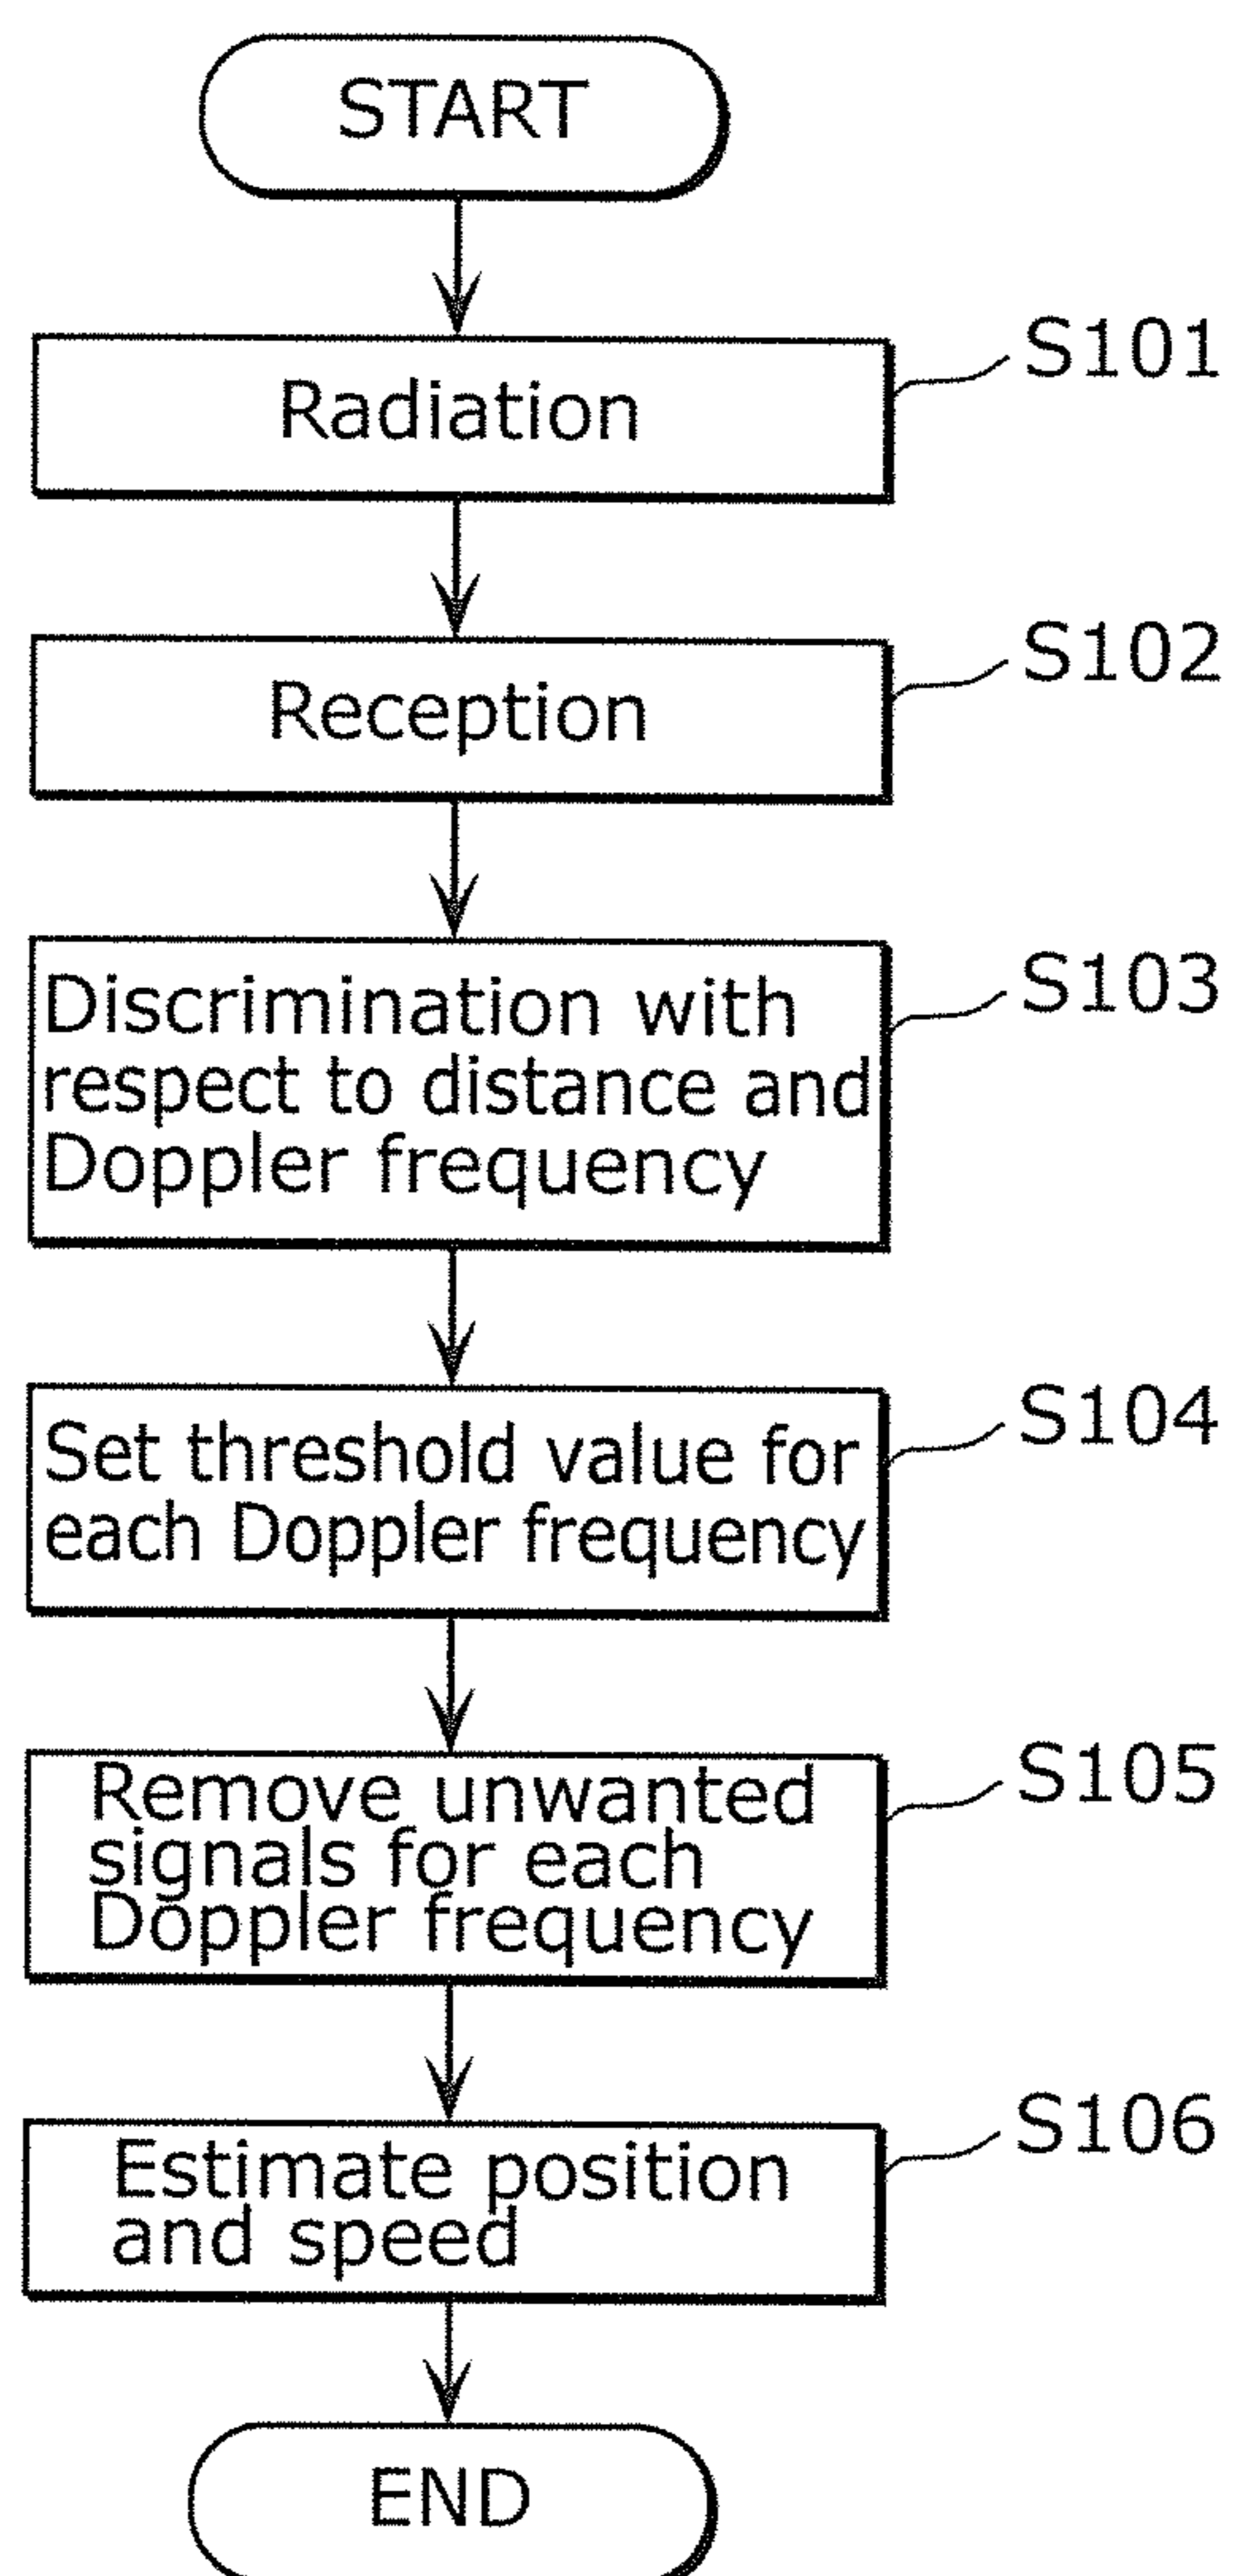 START
Radiation
S101
Reception
S102
Discrimination with
respect to distance and
Doppler frequency
S103
Set threshold value for
each Doppler frequency
S104
Remove unwanted
signals for each
Doppler frequency
S105
Estimate position
and speed
S106
END